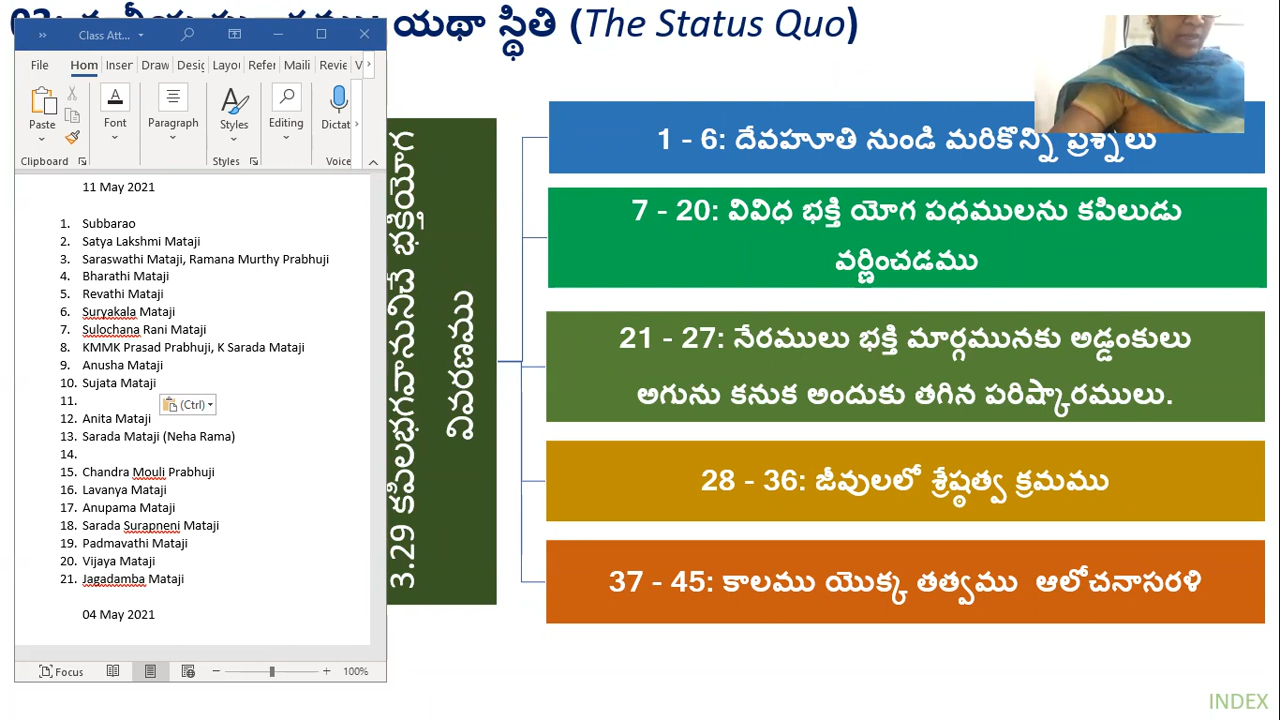 యథా స్థితి (The Status Quo)
Class Att...
File Hom Inser Draw Desig Layou Refer Maili Revie V
Paste Font Paragraph Styles Editing Dictat
Clipboard Styles Voice
11 May 2021
1. Subbarao
2. Satya Lakshmi Mataji
3. Saraswathi Mataji, Ramana Murthy Prabhuji
4. Bharathi Mataji
5. Revathi Mataji
6. Suryakala Mataji
7. Sulochana Rani Mataji
8. KMMK Prasad Prabhuji, K Sarada Mataji
9. Anusha Mataji
10. Sujata Mataji
11. (Ctrl)
12. Anita Mataji
13. Sarada Mataji (Neha Rama)
14.
15. Chandra Mouli Prabhuji
16. Lavanya Mataji
17. Anupama Mataji
18. Sarada Surapneni Mataji
19. Padmavathi Mataji
20. Vijaya Mataji
21. Jagadamba Mataji
04 May 2021
Focus 100%
3.29 కపిలభగవానునిచే భక్తియోగ
వివరణము
1 - 6: దేవహూతి నుండి మరికొన్ని ప్రశ్నలు
7 - 20: వివిధ భక్తి యోగ పధములను కపిలుడు
వర్ణించడము
21 - 27: నేరములు భక్తి మార్గమునకు అడ్డంకులు
అగును కనుక అందుకు తగిన పరిష్కారములు.
28 - 36: జీవులలో శ్రేష్ఠత్వ క్రమము
37 - 45: కాలము యొక్క తత్వము ఆలోచనాసరళి
INDEX